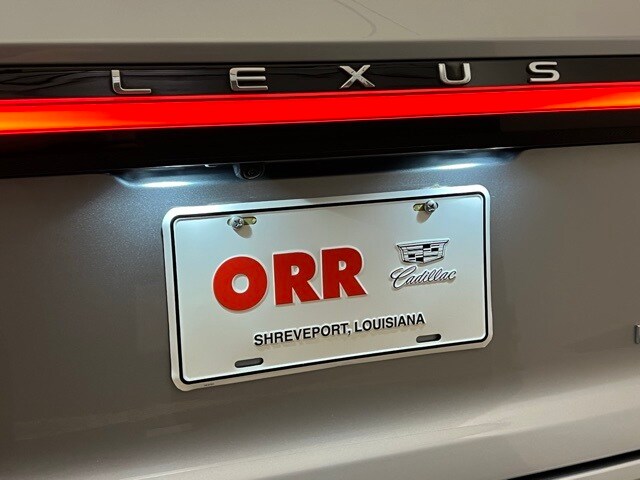 LEXUS
ORR
Cadillac
SHREVEPORT, LOUISIANA